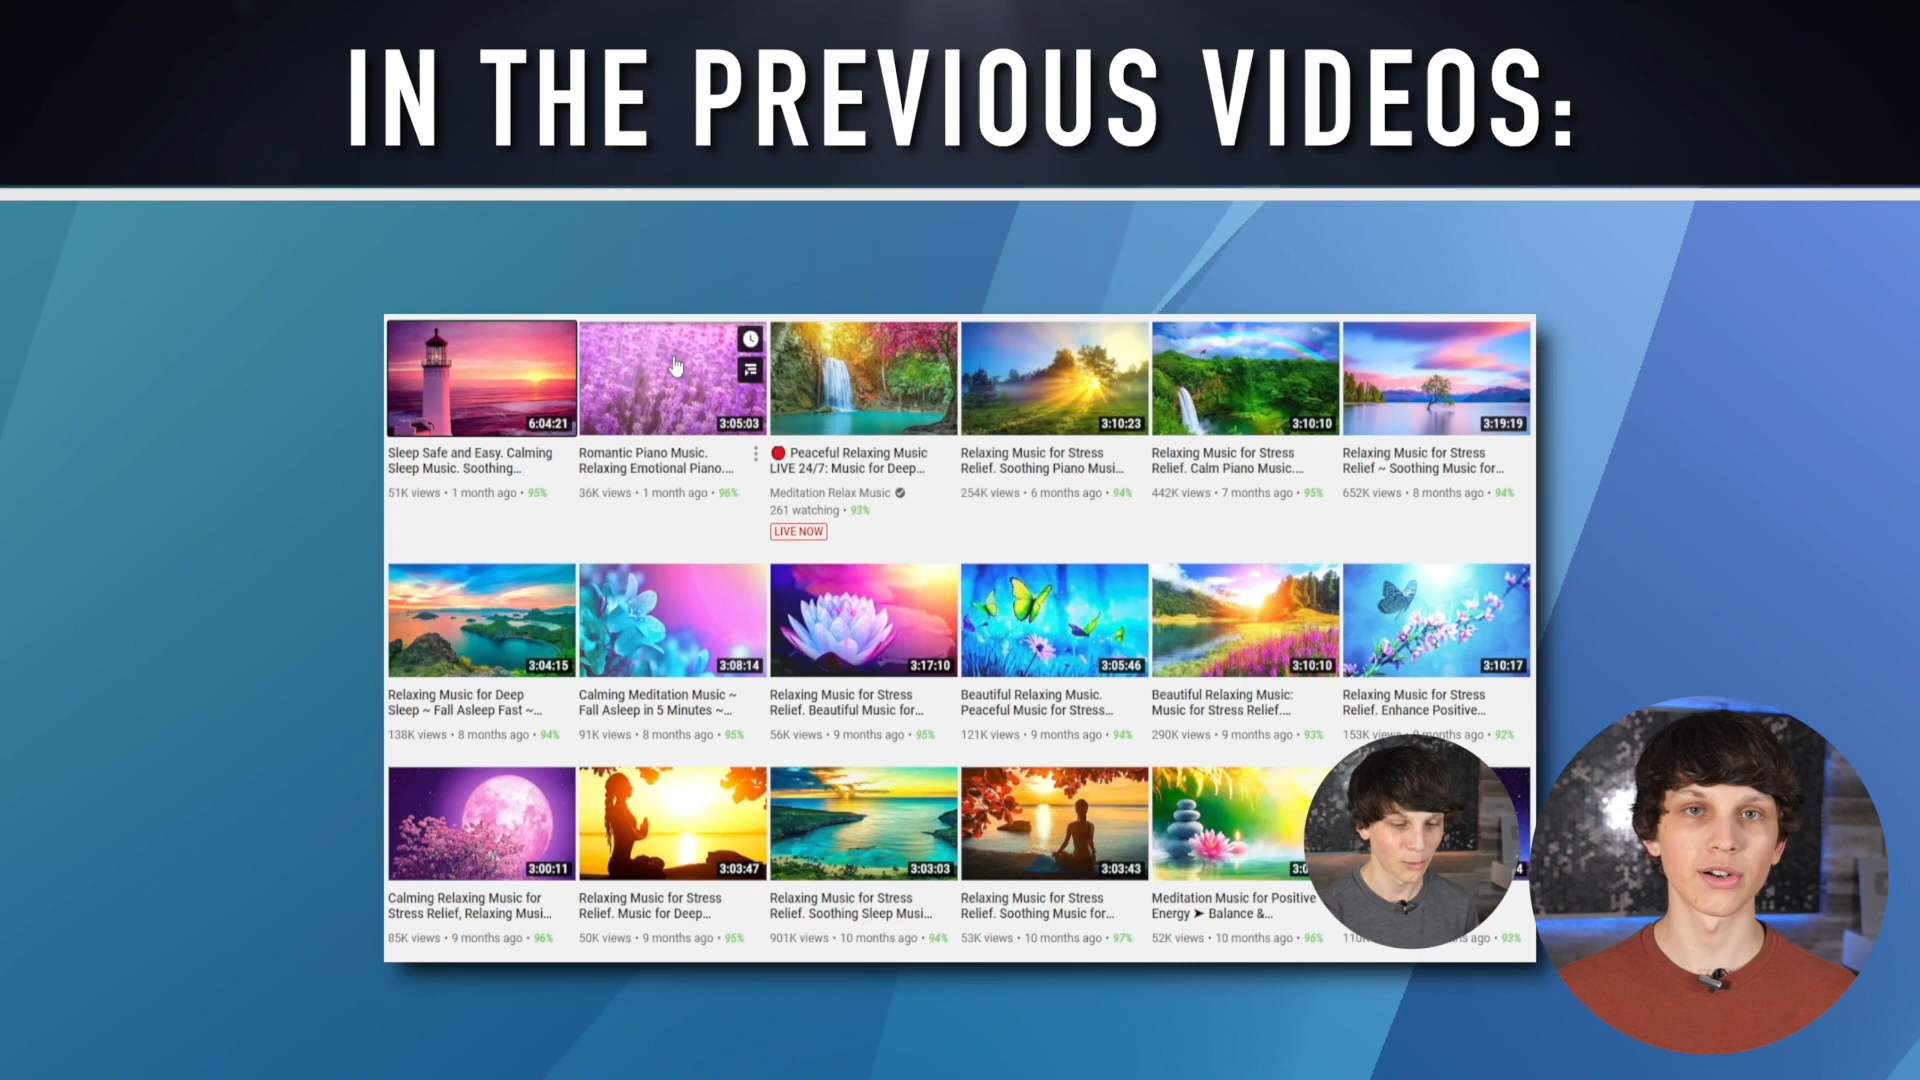 IN THE PREVIOUS VIDEOS:
6:04:21
3:05:03
3:10:23
3:10:10
3:19:19
Sleep Safe and Easy. Calming
Sleep Music. Soothing...
51K views • 1 month ago • 95%
Romantic Piano Music.
Relaxing Emotional Piano....
36K views • 1 month ago • 96%
Peaceful Relaxing Music
LIVE 24/7: Music for Deep...
Meditation Relax Music
261 watching • 93%
LIVE NOW
Relaxing Music for Stress
Relief. Soothing Piano Musi...
254K views • 6 months ago • 94%
Relaxing Music for Stress
Relief. Calm Piano Music....
442K views • 7 months ago • 95%
Relaxing Music for Stress
Relief ~ Soothing Music for...
652K views • 8 months ago • 94%
3:04:15
3:08:14
3:17:10
3:05:46
3:10:10
3:10:17
Relaxing Music for Deep
Sleep ~ Fall Asleep Fast ~...
138K views • 8 months ago • 94%
Calming Meditation Music ~
Fall Asleep in 5 Minutes ~...
91K views • 8 months ago • 95%
Relaxing Music for Stress
Relief. Beautiful Music for...
56K views • 9 months ago • 95%
Beautiful Relaxing Music.
Peaceful Music for Stress...
121K views • 9 months ago • 94%
Beautiful Relaxing Music:
Music for Stress Relief....
290K views • 9 months ago • 93%
Relaxing Music for Stress
Relief. Enhance Positive...
153K views • months ago • 92%
3:00:11
3:03:47
3:03:03
3:03:43
Calming Relaxing Music for
Stress Relief, Relaxing Musi...
85K views • 9 months ago • 96%
Relaxing Music for Stress
Relief. Music for Deep...
50K views • 9 months ago • 95%
Relaxing Music for Stress
Relief. Soothing Sleep Musi...
901K views • 10 months ago • 94%
Relaxing Music for Stress
Relief. Soothing Music for...
53K views • 10 months ago • 97%
Meditation Music for Positive
Energy ➤ Balance &...
52K views • 10 months ago • 96%
ago • 93%